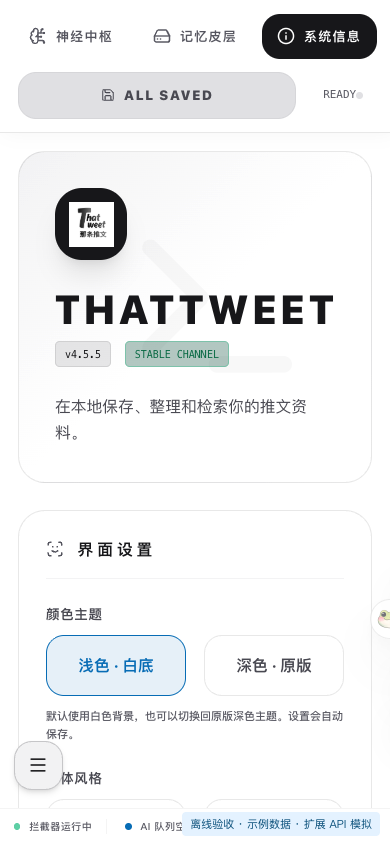 神经中枢
记忆皮层
系统信息
ALL SAVED
READY
That
tweet
那条推文
THATTWEET
v4.5.5
STABLE CHANNEL
在本地保存、整理和检索你的推文资
料。
界面设置
颜色主题
浅色 · 白底
深色 · 原版
默认使用白色背景，也可以切换回原版深色主题。设置会自动
保存。
体风格
拦截器运行中
AI 队列空
离线验收 · 示例数据 · 扩展 API 模拟